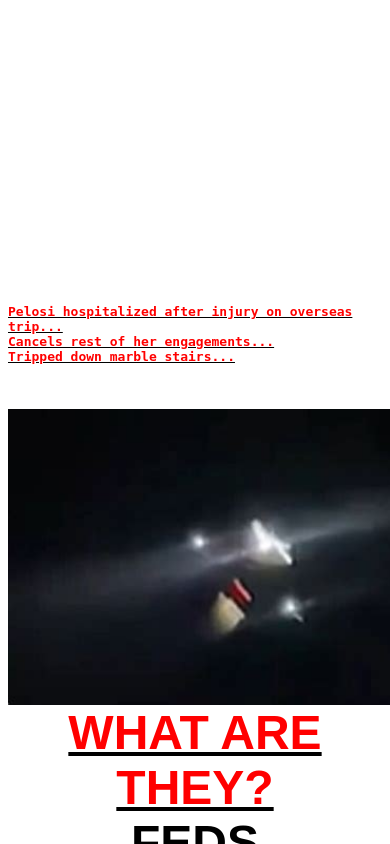 Pelosi hospitalized after injury on overseas
trip...
Cancels rest of her engagements...
Tripped down marble stairs...
WHAT ARE
THEY?
FEDS